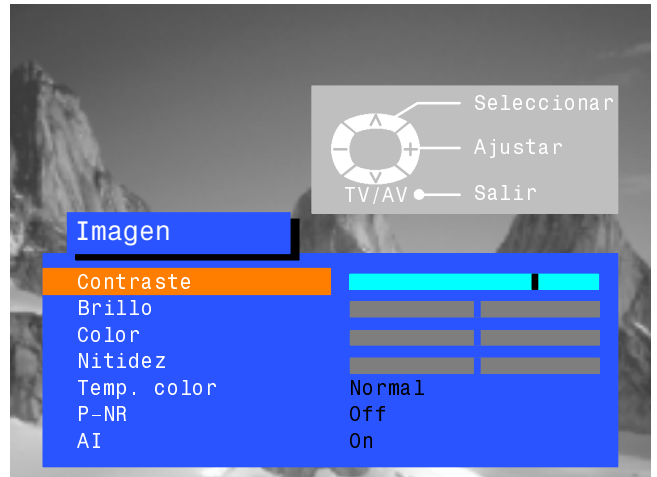 Seleccionar
Ajustar
TV/AV Salir
Imagen
Contraste
Brillo
Color
Nitidez
Temp. color Normal
P-NR Off
AI On